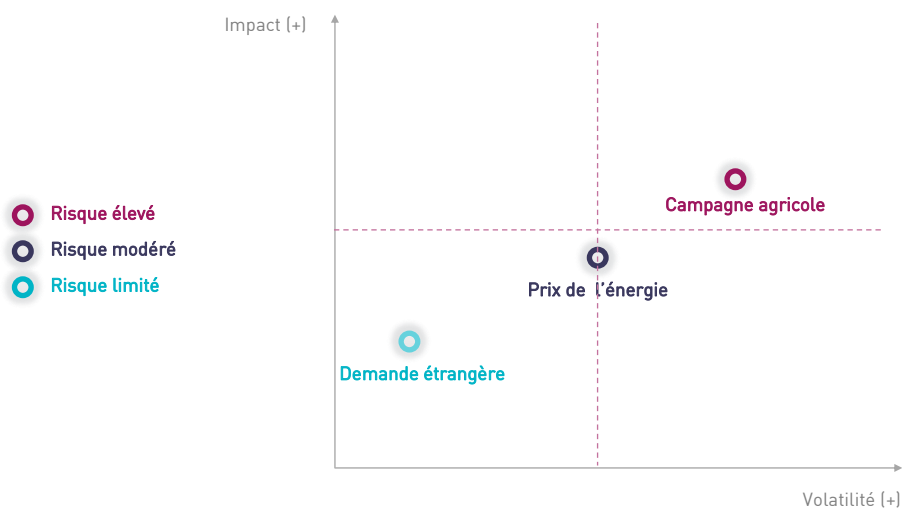 Impact (+)
Campagne agricole
Risque élevé
Risque modéré
Risque limité
Prix de l'énergie
Demande étrangère
Volatilité (+)